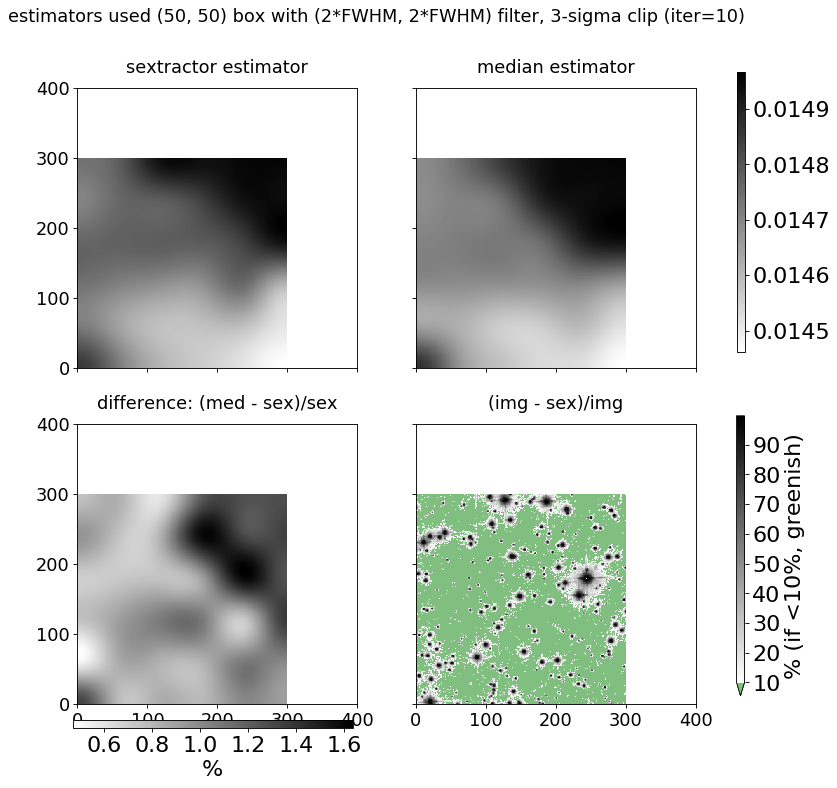 estimators used (50, 50) box with (2*FWHM, 2*FWHM) filter, 3-sigma clip (iter=10)
sextractor estimator
median estimator
400
300
200
100
0
0.0149
0.0148
0.0147
0.0146
0.0145
difference: (med - sex)/sex
(img - sex)/img
400
300
200
100
0
0 100 200 300 400
0.6 0.8 1.0 1.2 1.4 1.6
%
0 100 200 300 400
90
80
70
60
50
40
30
20
10
% (if <10%, greenish)